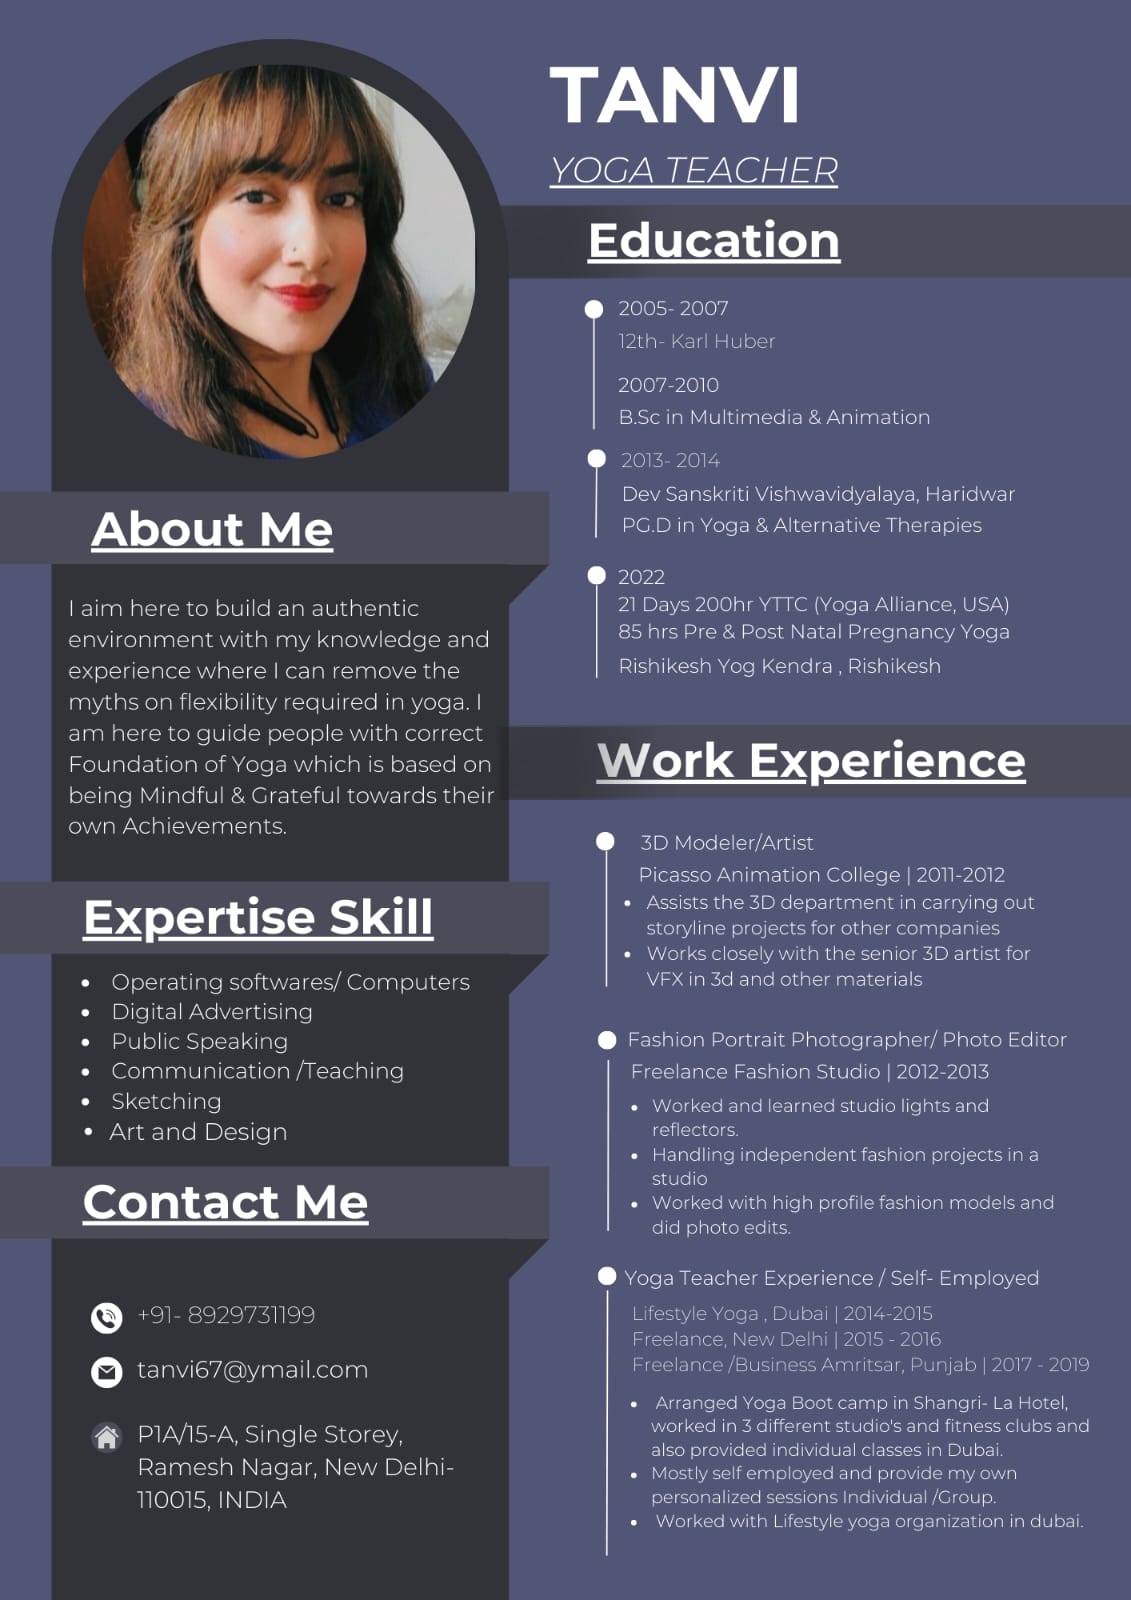 TANVI
YOGA TEACHER
Education
2005- 2007
12th- Karl Huber
2007-2010
B.Sc in Multimedia & Animation
2013- 2014
Dev Sanskriti Vishwavidyalaya, Haridwar
PG.D in Yoga & Alternative Therapies
2022
21 Days 200hr YTTC (Yoga Alliance, USA)
85 hrs Pre & Post Natal Pregnancy Yoga
Rishikesh Yog Kendra , Rishikesh
About Me
I aim here to build an authentic
environment with my knowledge and
experience where I can remove the
myths on flexibility required in yoga. I
am here to guide people with correct
Foundation of Yoga which is based on
being Mindful & Grateful towards their
own Achievements.
Expertise Skill
• Operating softwares/ Computers
• Digital Advertising
• Public Speaking
• Communication /Teaching
• Sketching
• Art and Design
Contact Me
+91- 8929731199
tanvi67@ymail.com
P1A/15-A, Single Storey,
Ramesh Nagar, New Delhi-
110015, INDIA
Work Experience
3D Modeler/Artist
Picasso Animation College | 2011-2012
• Assists the 3D department in carrying out
storyline projects for other companies
• Works closely with the senior 3D artist for
VFX in 3d and other materials
Fashion Portrait Photographer/ Photo Editor
Freelance Fashion Studio | 2012-2013
• Worked and learned studio lights and
reflectors.
• Handling independent fashion projects in a
studio
• Worked with high profile fashion models and
did photo edits.
Yoga Teacher Experience / Self- Employed
Lifestyle Yoga , Dubai | 2014-2015
Freelance, New Delhi | 2015 - 2016
Freelance /Business Amritsar, Punjab | 2017 - 2019
• Arranged Yoga Boot camp in Shangri- La Hotel,
worked in 3 different studio's and fitness clubs and
also provided individual classes in Dubai.
• Mostly self employed and provide my own
personalized sessions Individual /Group.
• Worked with Lifestyle yoga organization in dubai.